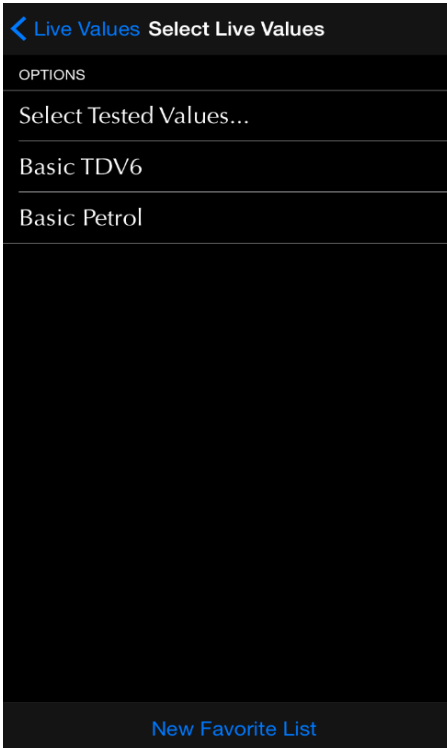 Live Values Select Live Values
OPTIONS
Select Tested Values...
Basic TDV6
Basic Petrol
New Favorite List